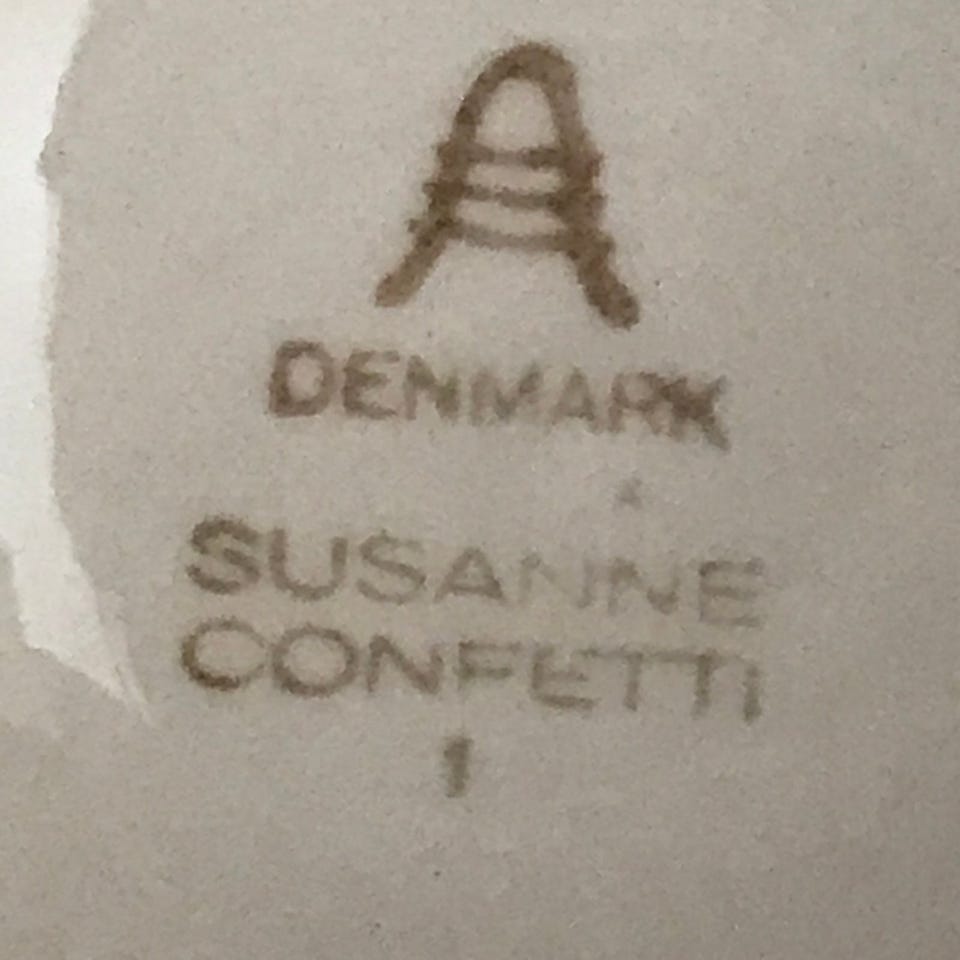 A
DENMARK
SUSANNE
CONFETTI
1